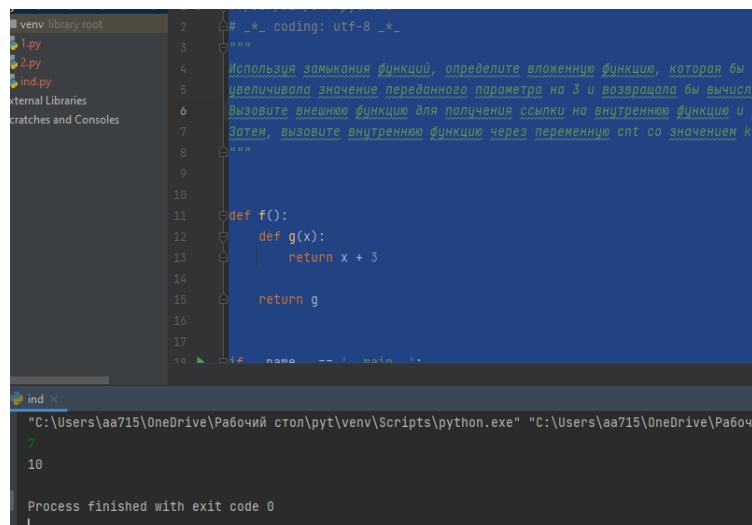 venv library root
1.py
2.py
ind.py
xternal Libraries
cratches and Consoles
2 # _*_ coding: utf-8 _*_
3 """
4 Используя замыкания функций, определите вложенную функцию, которая бы
5 увеличивала значение переданного параметра на 3 и возвращала бы вычисл
6 Вызовите внешнюю функцию для получения ссылки на внутреннюю функцию и
7 Затем, вызовите внутреннюю функцию через переменную cnt со значением k
8 """
9
10
11 def f():
12 def g(x):
13 return x + 3
14
15 return g
16
17
18 if __name__ == '__main__':
ind
"C:\Users\aa715\OneDrive\Рабочий стол\pyt\venv\Scripts\python.exe" "C:\Users\aa715\OneDrive\Рабоч
7
10
Process finished with exit code 0